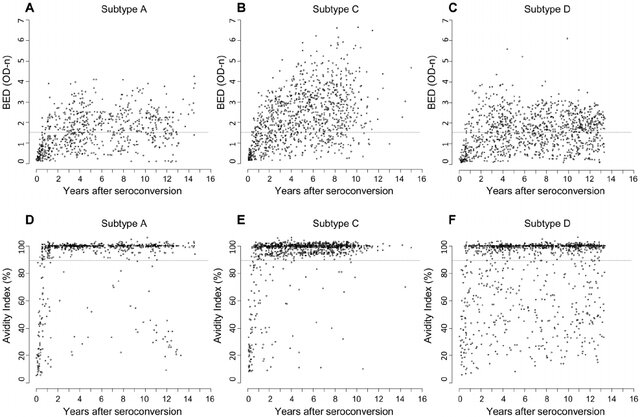 A Subtype A
B Subtype C
C Subtype D
BED (OD-n)
0 1 2 3 4 5 6 7
0 2 4 6 8 10 12 14 16
Years after seroconversion
BED (OD-n)
0 1 2 3 4 5 6 7
0 2 4 6 8 10 12 14 16
Years after seroconversion
BED (OD-n)
0 1 2 3 4 5 6 7
0 2 4 6 8 10 12 14 16
Years after seroconversion
D Subtype A
E Subtype C
F Subtype D
Avidity Index (%)
0 20 40 60 80 100
0 2 4 6 8 10 12 14 16
Years after seroconversion
Avidity Index (%)
0 20 40 60 80 100
0 2 4 6 8 10 12 14 16
Years after seroconversion
Avidity Index (%)
0 20 40 60 80 100
0 2 4 6 8 10 12 14 16
Years after seroconversion